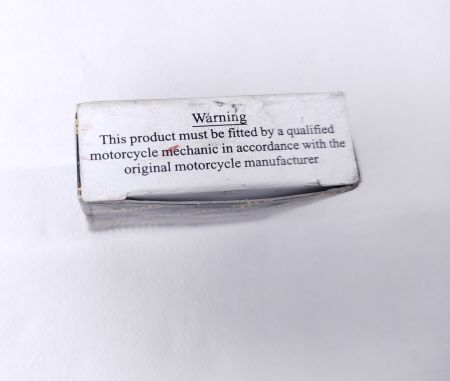 Warning
This product must be fitted by a qualified
motorcycle mechanic in accordance with the
original motorcycle manufacturer